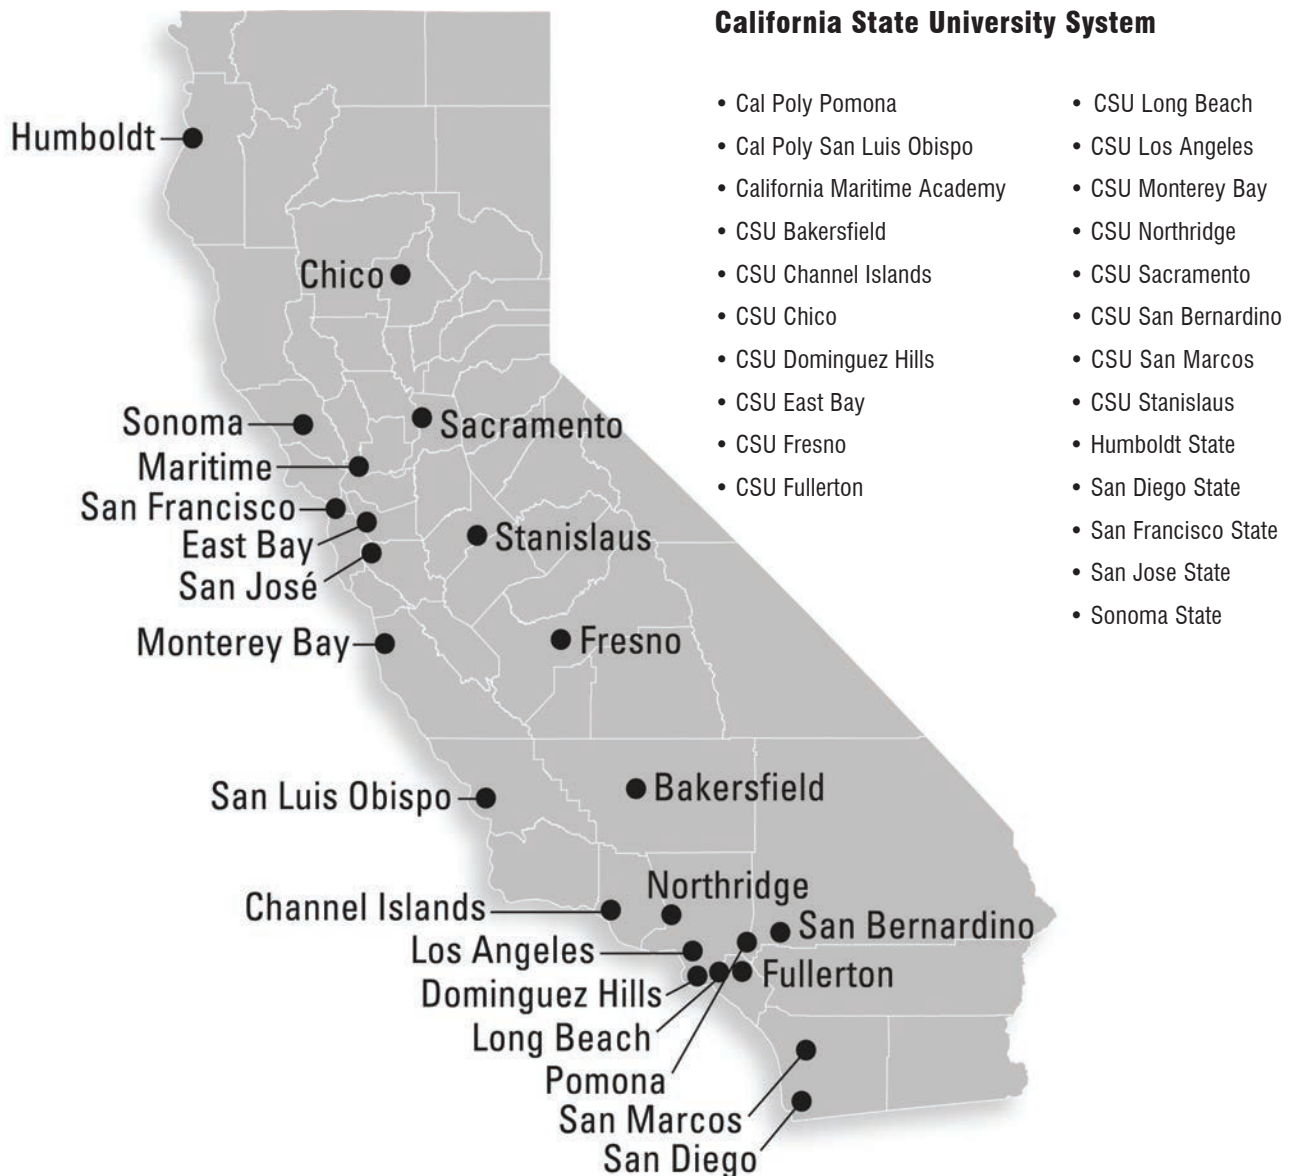 California State University System
• Cal Poly Pomona
• Cal Poly San Luis Obispo
• California Maritime Academy
• CSU Bakersfield
• CSU Channel Islands
• CSU Chico
• CSU Dominguez Hills
• CSU East Bay
• CSU Fresno
• CSU Fullerton
• CSU Long Beach
• CSU Los Angeles
• CSU Monterey Bay
• CSU Northridge
• CSU Sacramento
• CSU San Bernardino
• CSU San Marcos
• CSU Stanislaus
• Humboldt State
• San Diego State
• San Francisco State
• San Jose State
• Sonoma State
Humboldt
Chico
Sonoma
Sacramento
Maritime
San Francisco
East Bay
Stanislaus
San José
Monterey Bay
Fresno
San Luis Obispo
Bakersfield
Northridge
Channel Islands
San Bernardino
Los Angeles
Fullerton
Dominguez Hills
Long Beach
Pomona
San Marcos
San Diego